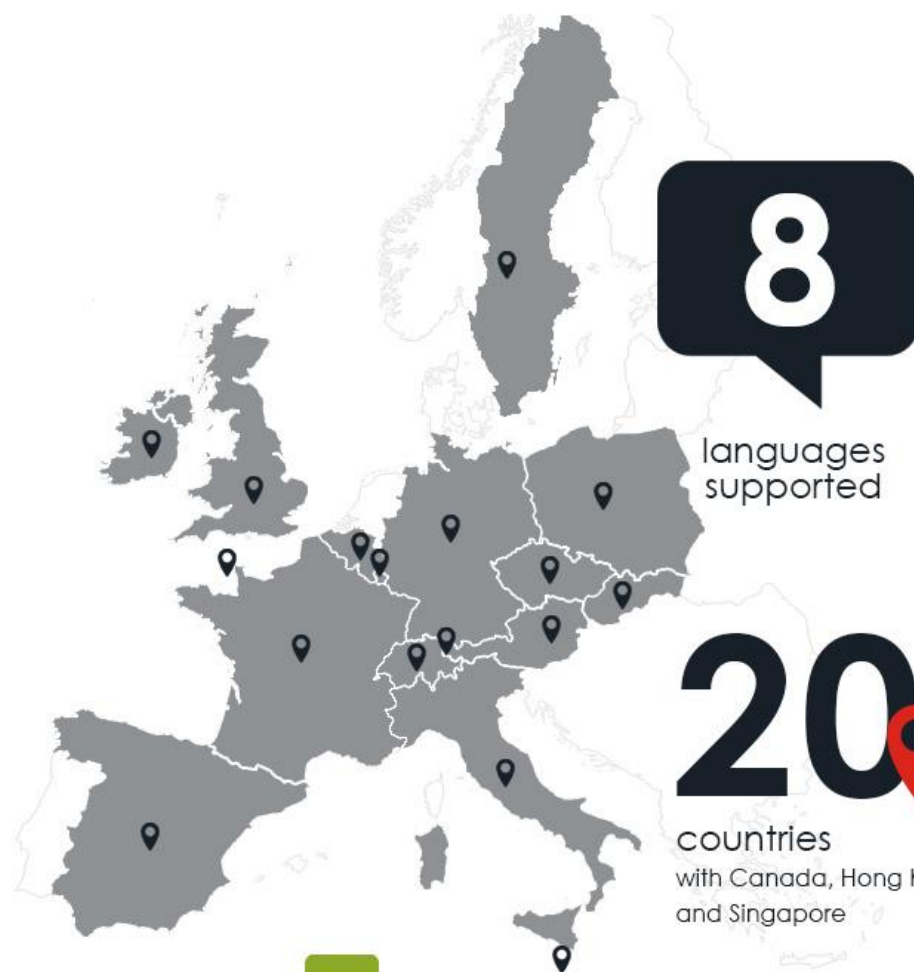 8
languages
supported
20
countries
with Canada, Hong
and Singapore